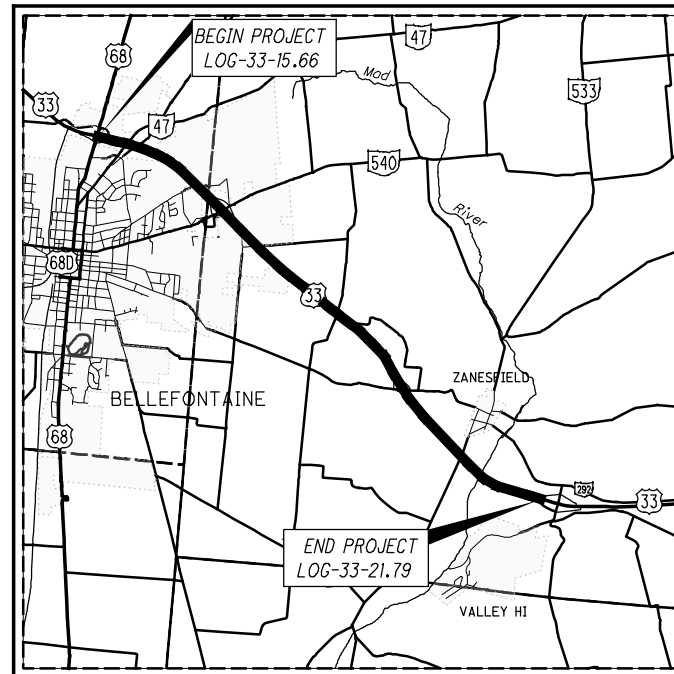 BEGIN PROJECT
LOG-33-15.66
68
47
33
47
533
Mad
540
River
68D
33
ZANESFIELD
BELLEFONTAINE
68
292
33
END PROJECT
LOG-33-21.79
VALLEY HI